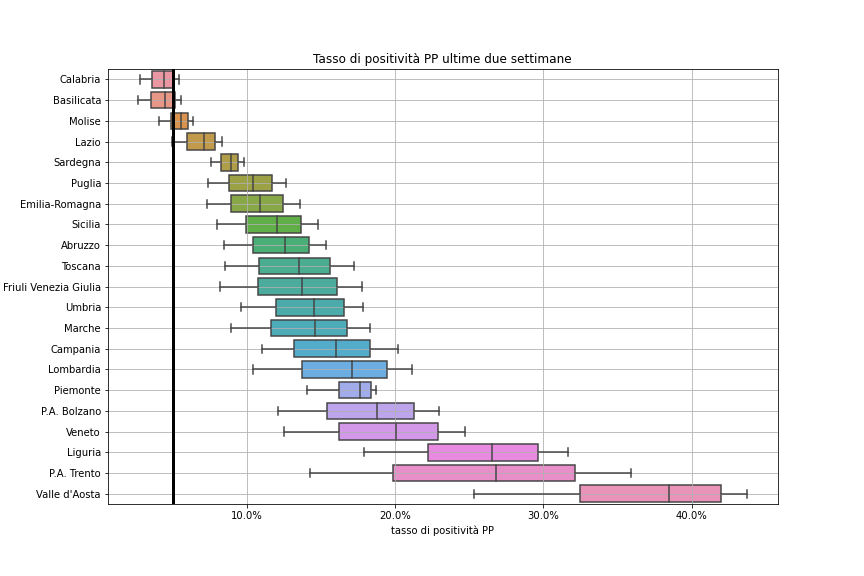 Tasso di positività PP ultime due settimane
Calabria
Basilicata
Molise
Lazio
Sardegna
Puglia
Emilia-Romagna
Sicilia
Abruzzo
Toscana
Friuli Venezia Giulia
Umbria
Marche
Campania
Lombardia
Piemonte
P.A. Bolzano
Veneto
Liguria
P.A. Trento
Valle d'Aosta
10.0% 20.0% 30.0% 40.0%
tasso di positività PP